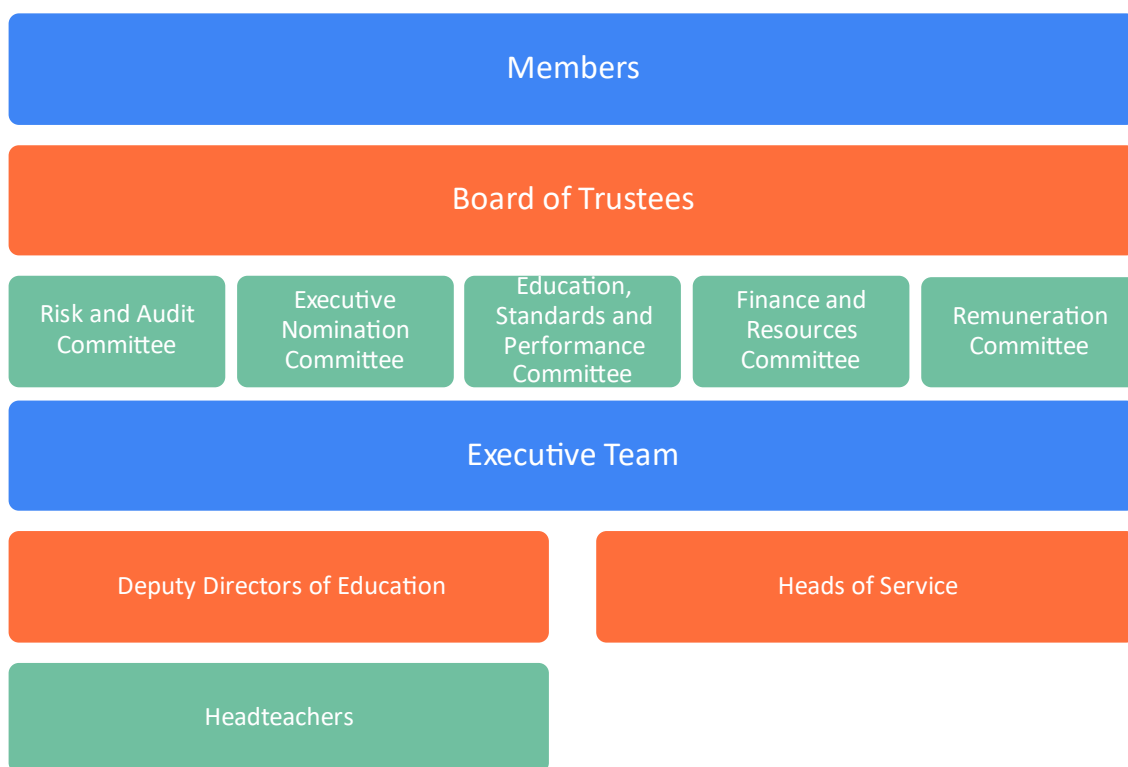 Members
Board of Trustees
Risk and Audit
Committee
Executive
Nomination
Committee
Education,
Standards and
Performance
Committee
Finance and
Resources
Committee
Remuneration
Committee
Executive Team
Deputy Directors of Education
Heads of Service
Headteachers